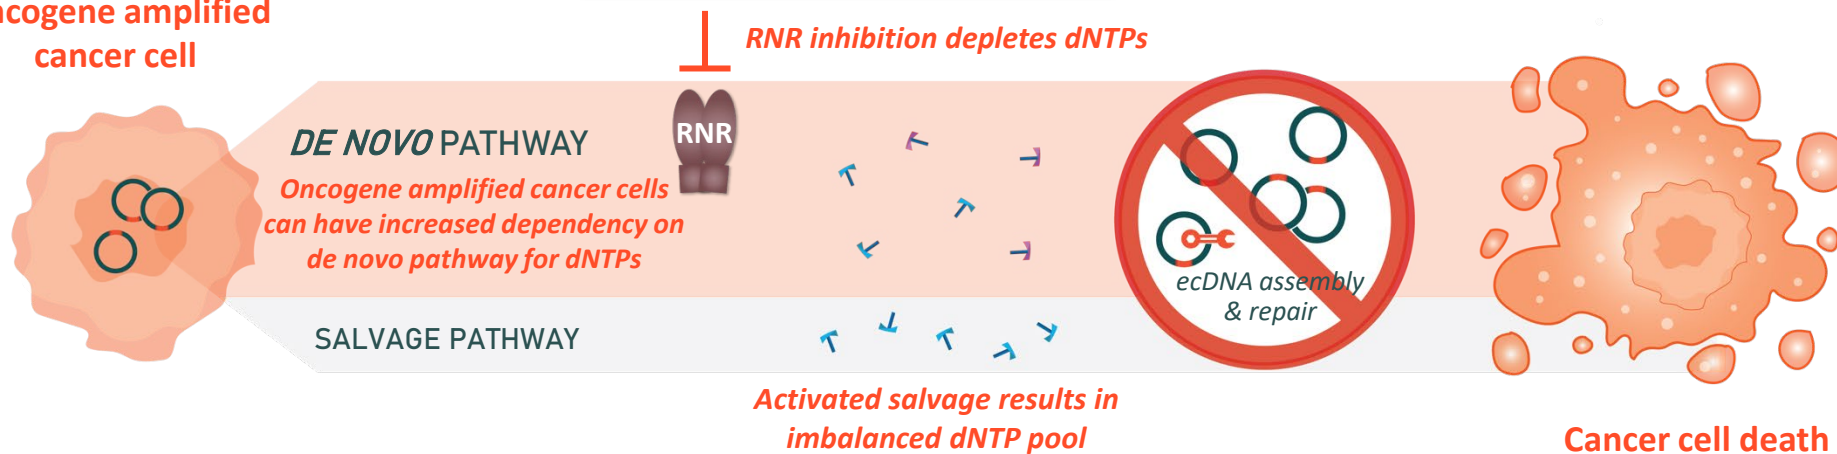 ncogene amplified
cancer cell
RNR inhibition depletes dNTPs
DE NOVO PATHWAY
RNR
Oncogene amplified cancer cells
can have increased dependency on
de novo pathway for dNTPs
ecDNA assembly
& repair
SALVAGE PATHWAY
Activated salvage results in
imbalanced dNTP pool
Cancer cell death